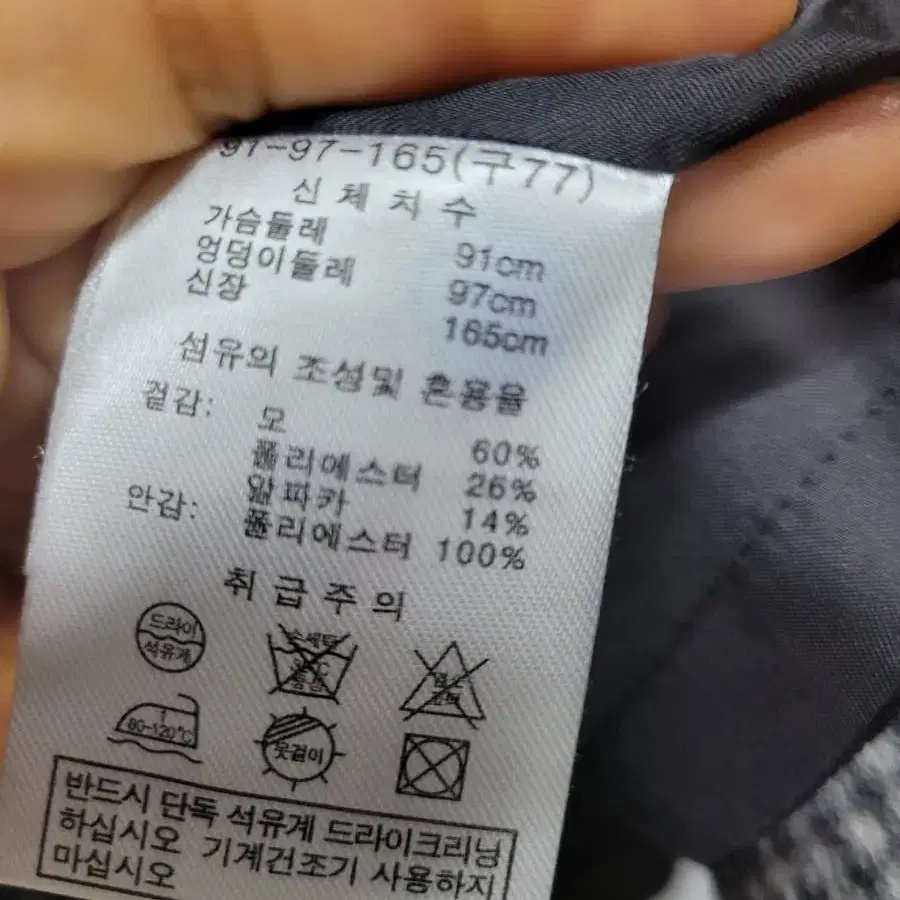 91-97-165(구77)
신체치수
가슴둘레 91cm
엉덩이둘레 97cm
신장 165cm
섬유의 조성및 혼용율
겉감: 모 60%
폴리에스터 26%
알파카 14%
안감: 폴리에스터 100%
취급주의
드라이
석유계
손세탁
중성
80-120℃
옷걸이
반드시 단독 석유계 드라이크리닝
하십시오 기계건조기 사용하지
마십시오